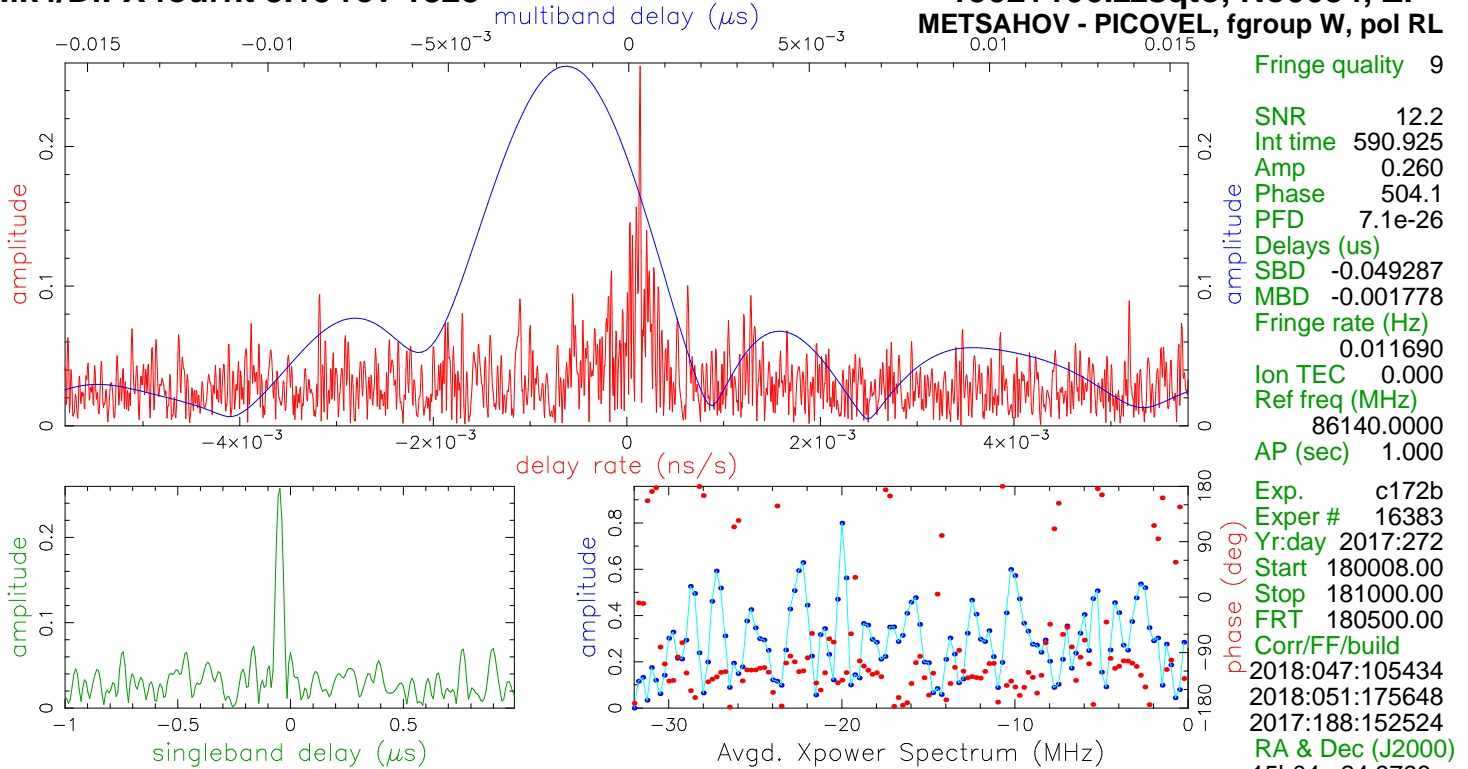 multiband delay (μs)
METSAHOV - PICOVEL, fgroup W, pol RL
−0.015 −0.01 −5×10⁻³ 0 5×10⁻³ 0.01 0.015
amplitude
0 0.1 0.2
amplitude
0 0.1 0.2
−4×10⁻³ −2×10⁻³ 0 2×10⁻³ 4×10⁻³
delay rate (ns/s)
Fringe quality 9
SNR 12.2
Int time 590.925
Amp 0.260
Phase 504.1
PFD 7.1e-26
Delays (us)
SBD -0.049287
MBD -0.001778
Fringe rate (Hz)
0.011690
Ion TEC 0.000
Ref freq (MHz)
86140.0000
AP (sec) 1.000
Exp. c172b
Exper # 16383
Yr:day 2017:272
Start 180008.00
Stop 181000.00
FRT 180500.00
Corr/FF/build
2018:047:105434
2018:051:175648
2017:188:152524
RA & Dec (J2000)
amplitude
0 0.1 0.2
−1 −0.5 0 0.5
singleband delay (μs)
amplitude
0 0.2 0.4 0.6 0.8
−30 −20 −10 0
Avgd. Xpower Spectrum (MHz)
180 90 0 −90 −180
phase (deg)